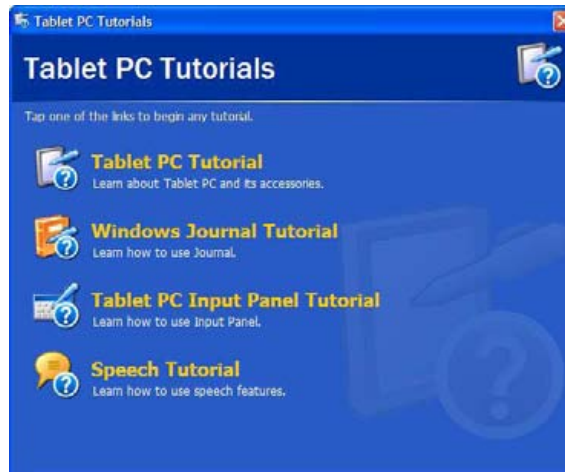 Tablet PC Tutorials
Tablet PC Tutorials
Tap one of the links to begin any tutorial.
Tablet PC Tutorial
Learn about Tablet PC and its accessories.
Windows Journal Tutorial
Learn how to use Journal.
Tablet PC Input Panel Tutorial
Learn how to use Input Panel.
Speech Tutorial
Learn how to use speech features.